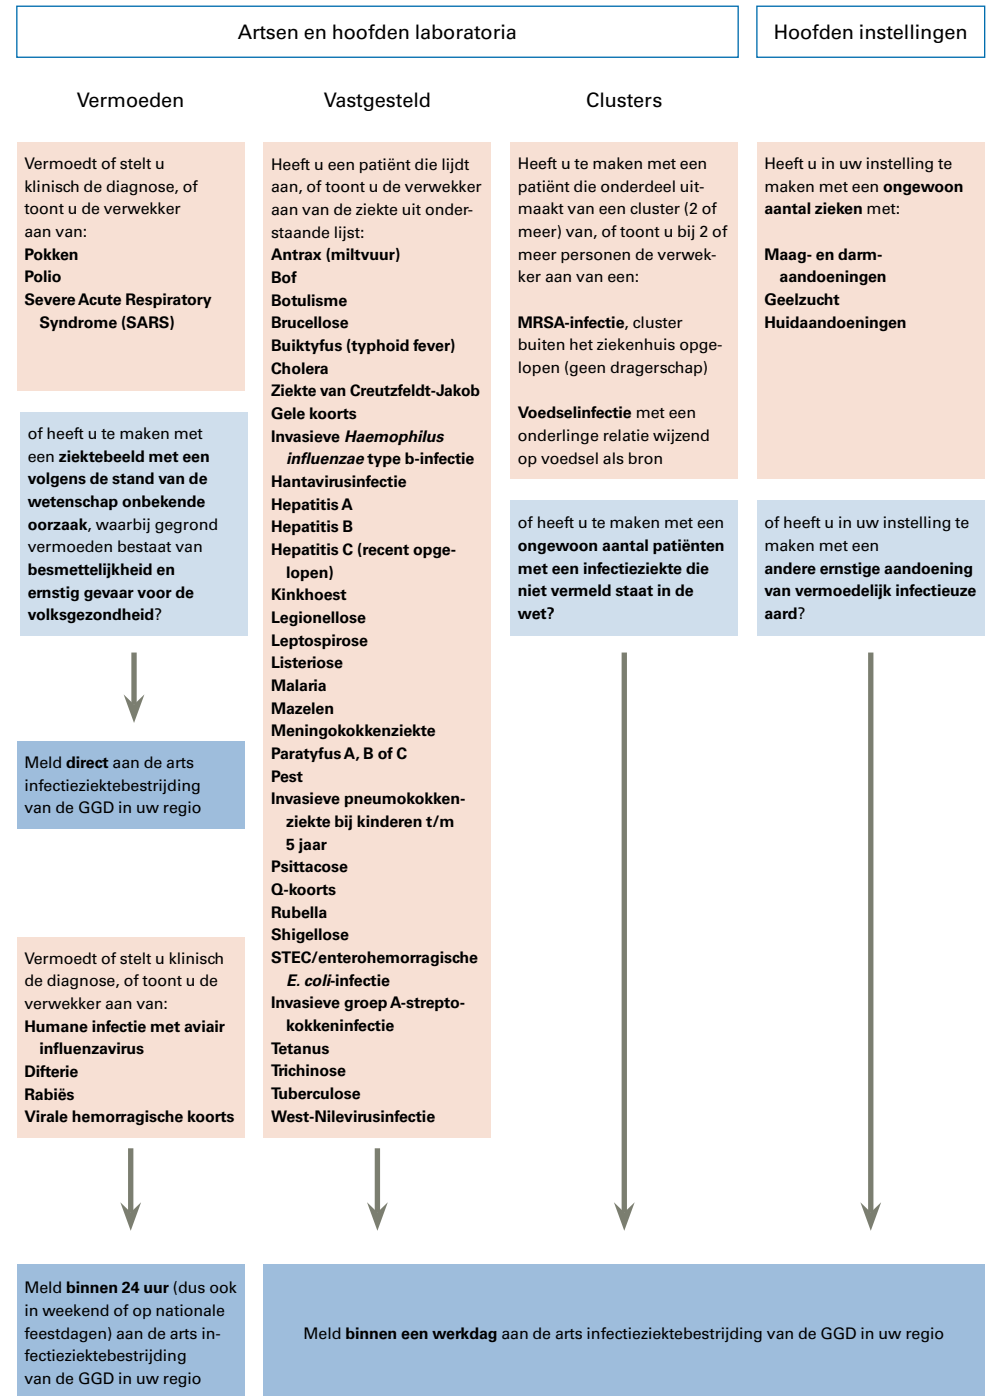 Artsen en hoofden laboratoria
Hoofden instellingen
Vermoeden
Vastgesteld
Clusters
Vermoedt of stelt u
klinisch de diagnose, of
toont u de verwekker
aan van:
Pokken
Polio
Severe Acute Respiratory
Syndrome (SARS)
of heeft u te maken met
een ziektebeeld met een
volgens de stand van de
wetenschap onbekende
oorzaak, waarbij gegrond
vermoeden bestaat van
besmettelijkheid en
ernstig gevaar voor de
volksgezondheid?
Meld direct aan de arts
infectieziektebestrijding
van de GGD in uw regio
Vermoedt of stelt u klinisch
de diagnose, of toont u de
verwekker aan van:
Humane infectie met aviair
influenzavirus
Difterie
Rabiës
Virale hemorragische koorts
Meld binnen 24 uur (dus ook
in weekend of op nationale
feestdagen) aan de arts in-
fectieziektebestrijding
van de GGD in uw regio
Heeft u een patiënt die lijdt
aan, of toont u de verwekker
aan van de ziekte uit onder-
staande lijst:
Antrax (miltvuur)
Bof
Botulisme
Brucellose
Buiktyfus (typhoid fever)
Cholera
Ziekte van Creutzfeldt-Jakob
Gele koorts
Invasieve Haemophilus
influenzae type b-infectie
Hantavirusinfectie
Hepatitis A
Hepatitis B
Hepatitis C (recent opge-
lopen)
Kinkhoest
Legionellose
Leptospirose
Listeriose
Malaria
Mazelen
Meningokokkenziekte
Paratyfus A, B of C
Pest
Invasieve pneumokokken-
ziekte bij kinderen t/m
5 jaar
Psittacose
Q-koorts
Rubella
Shigellose
STEC/enterohemorragische
E. coli-infectie
Invasieve groep A-strepto-
kokkeninfectie
Tetanus
Trichinose
Tuberculose
West-Nilevirusinfectie
Heeft u te maken met een
patiënt die onderdeel uit-
maakt van een cluster (2 of
meer) van, of toont u bij 2 of
meer personen de verwek-
ker aan van een:
MRSA-infectie, cluster
buiten het ziekenhuis opge-
lopen (geen dragerschap)
Voedselinfectie met een
onderlinge relatie wijzend
op voedsel als bron
of heeft u te maken met een
ongewoon aantal patiënten
met een infectieziekte die
niet vermeld staat in de
wet?
Heeft u in uw instelling te
maken met een ongewoon
aantal zieken met:
Maag- en darm-
aandoeningen
Geelzucht
Huidaandoeningen
of heeft u in uw instelling te
maken met een
andere ernstige aandoening
van vermoedelijk infectieuze
aard?
Meld binnen een werkdag aan de arts infectieziektebestrijding van de GGD in uw regio